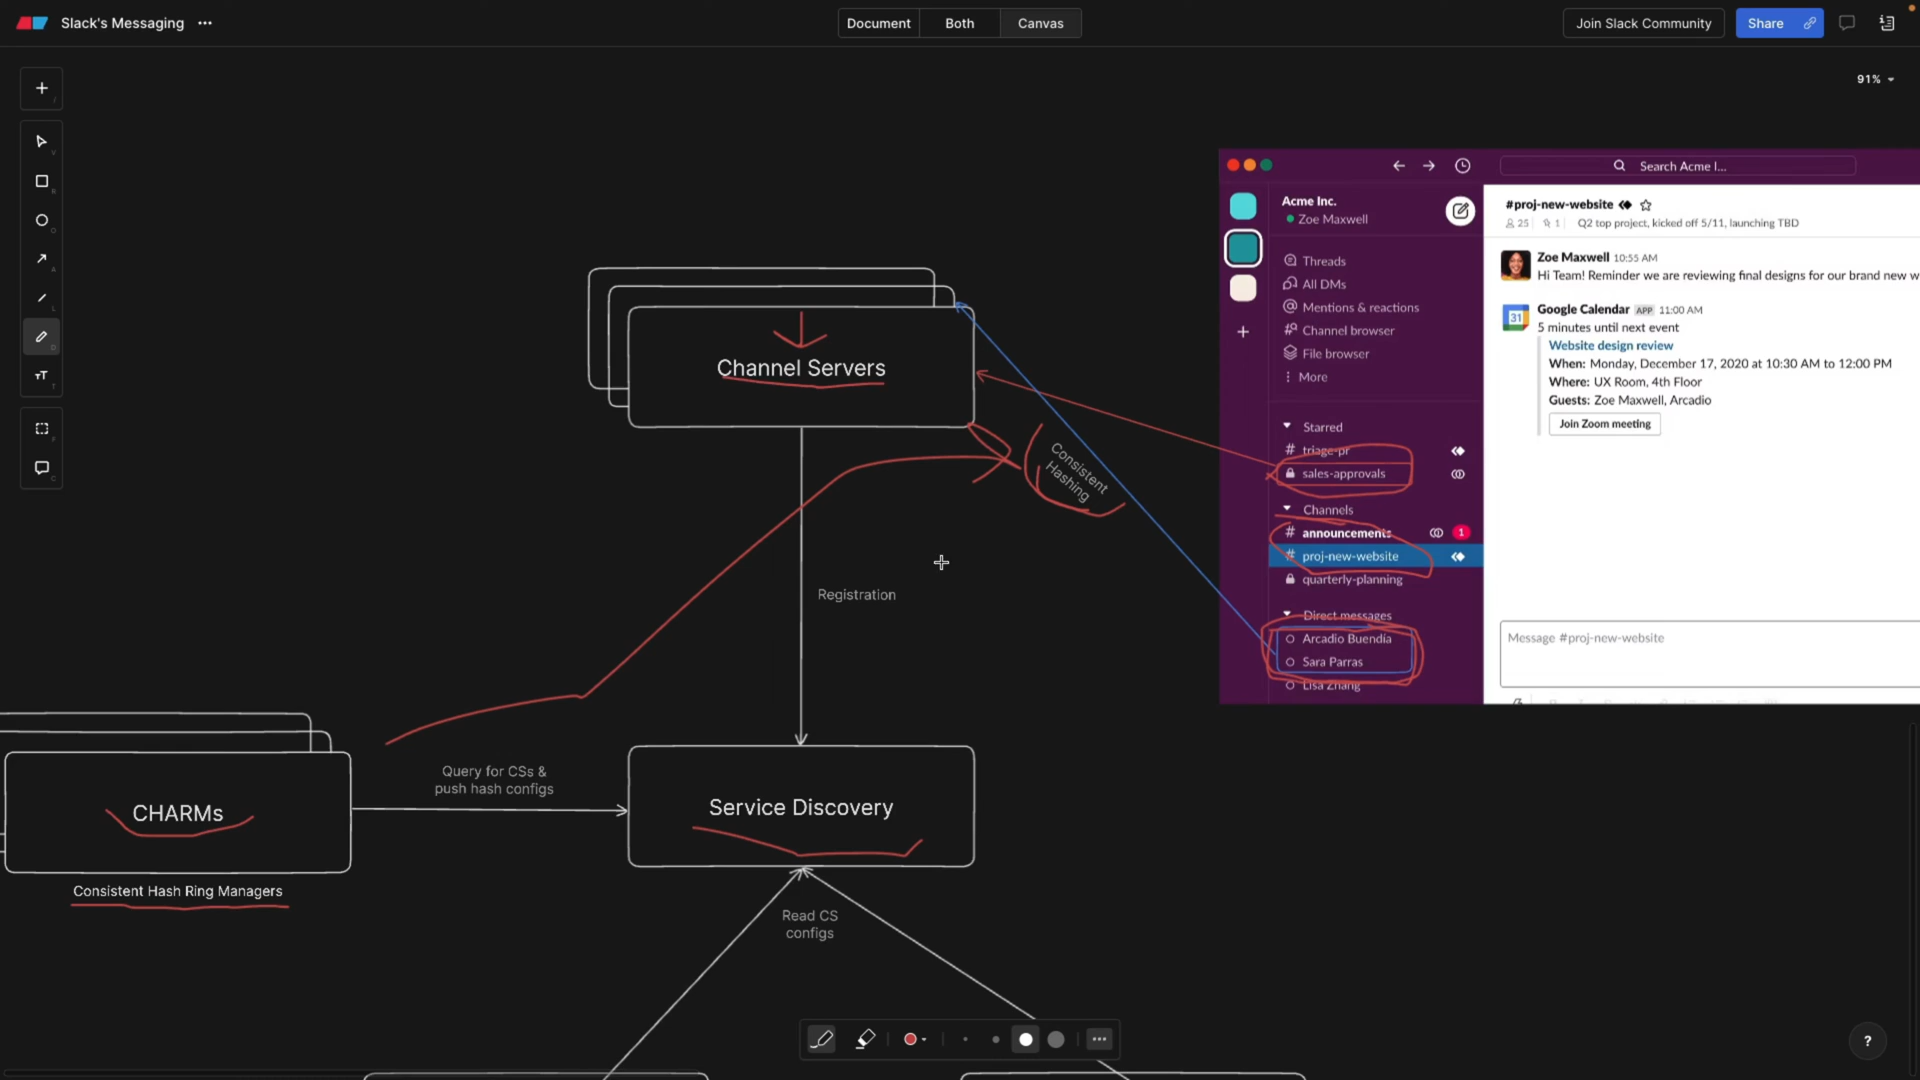 Slack's Messaging
Document
Both
Canvas
Join Slack Community
Share
91%
Search Acme I...
Acme Inc.
Zoe Maxwell
Threads
All DMs
Mentions & reactions
Channel browser
File browser
More
Starred
# triage-pr
sales-approvals
Channels
# announcements
1
# proj-new-website
quarterly-planning
Direct messages
Arcadio Buendía
Sara Parras
Lisa Zhang
#proj-new-website
25
1
Q2 top project, kicked off 5/11, launching TBD
Zoe Maxwell 10:55 AM
Hi Team! Reminder we are reviewing final designs for our brand new w
31
Google Calendar APP 11:00 AM
5 minutes until next event
Website design review
When: Monday, December 17, 2020 at 10:30 AM to 12:00 PM
Where: UX Room, 4th Floor
Guests: Zoe Maxwell, Arcadio
Join Zoom meeting
Message #proj-new-website
Channel Servers
Consistent
Hashing
Registration
Query for CSs &
push hash configs
CHARMs
Consistent Hash Ring Managers
Service Discovery
Read CS
configs
?